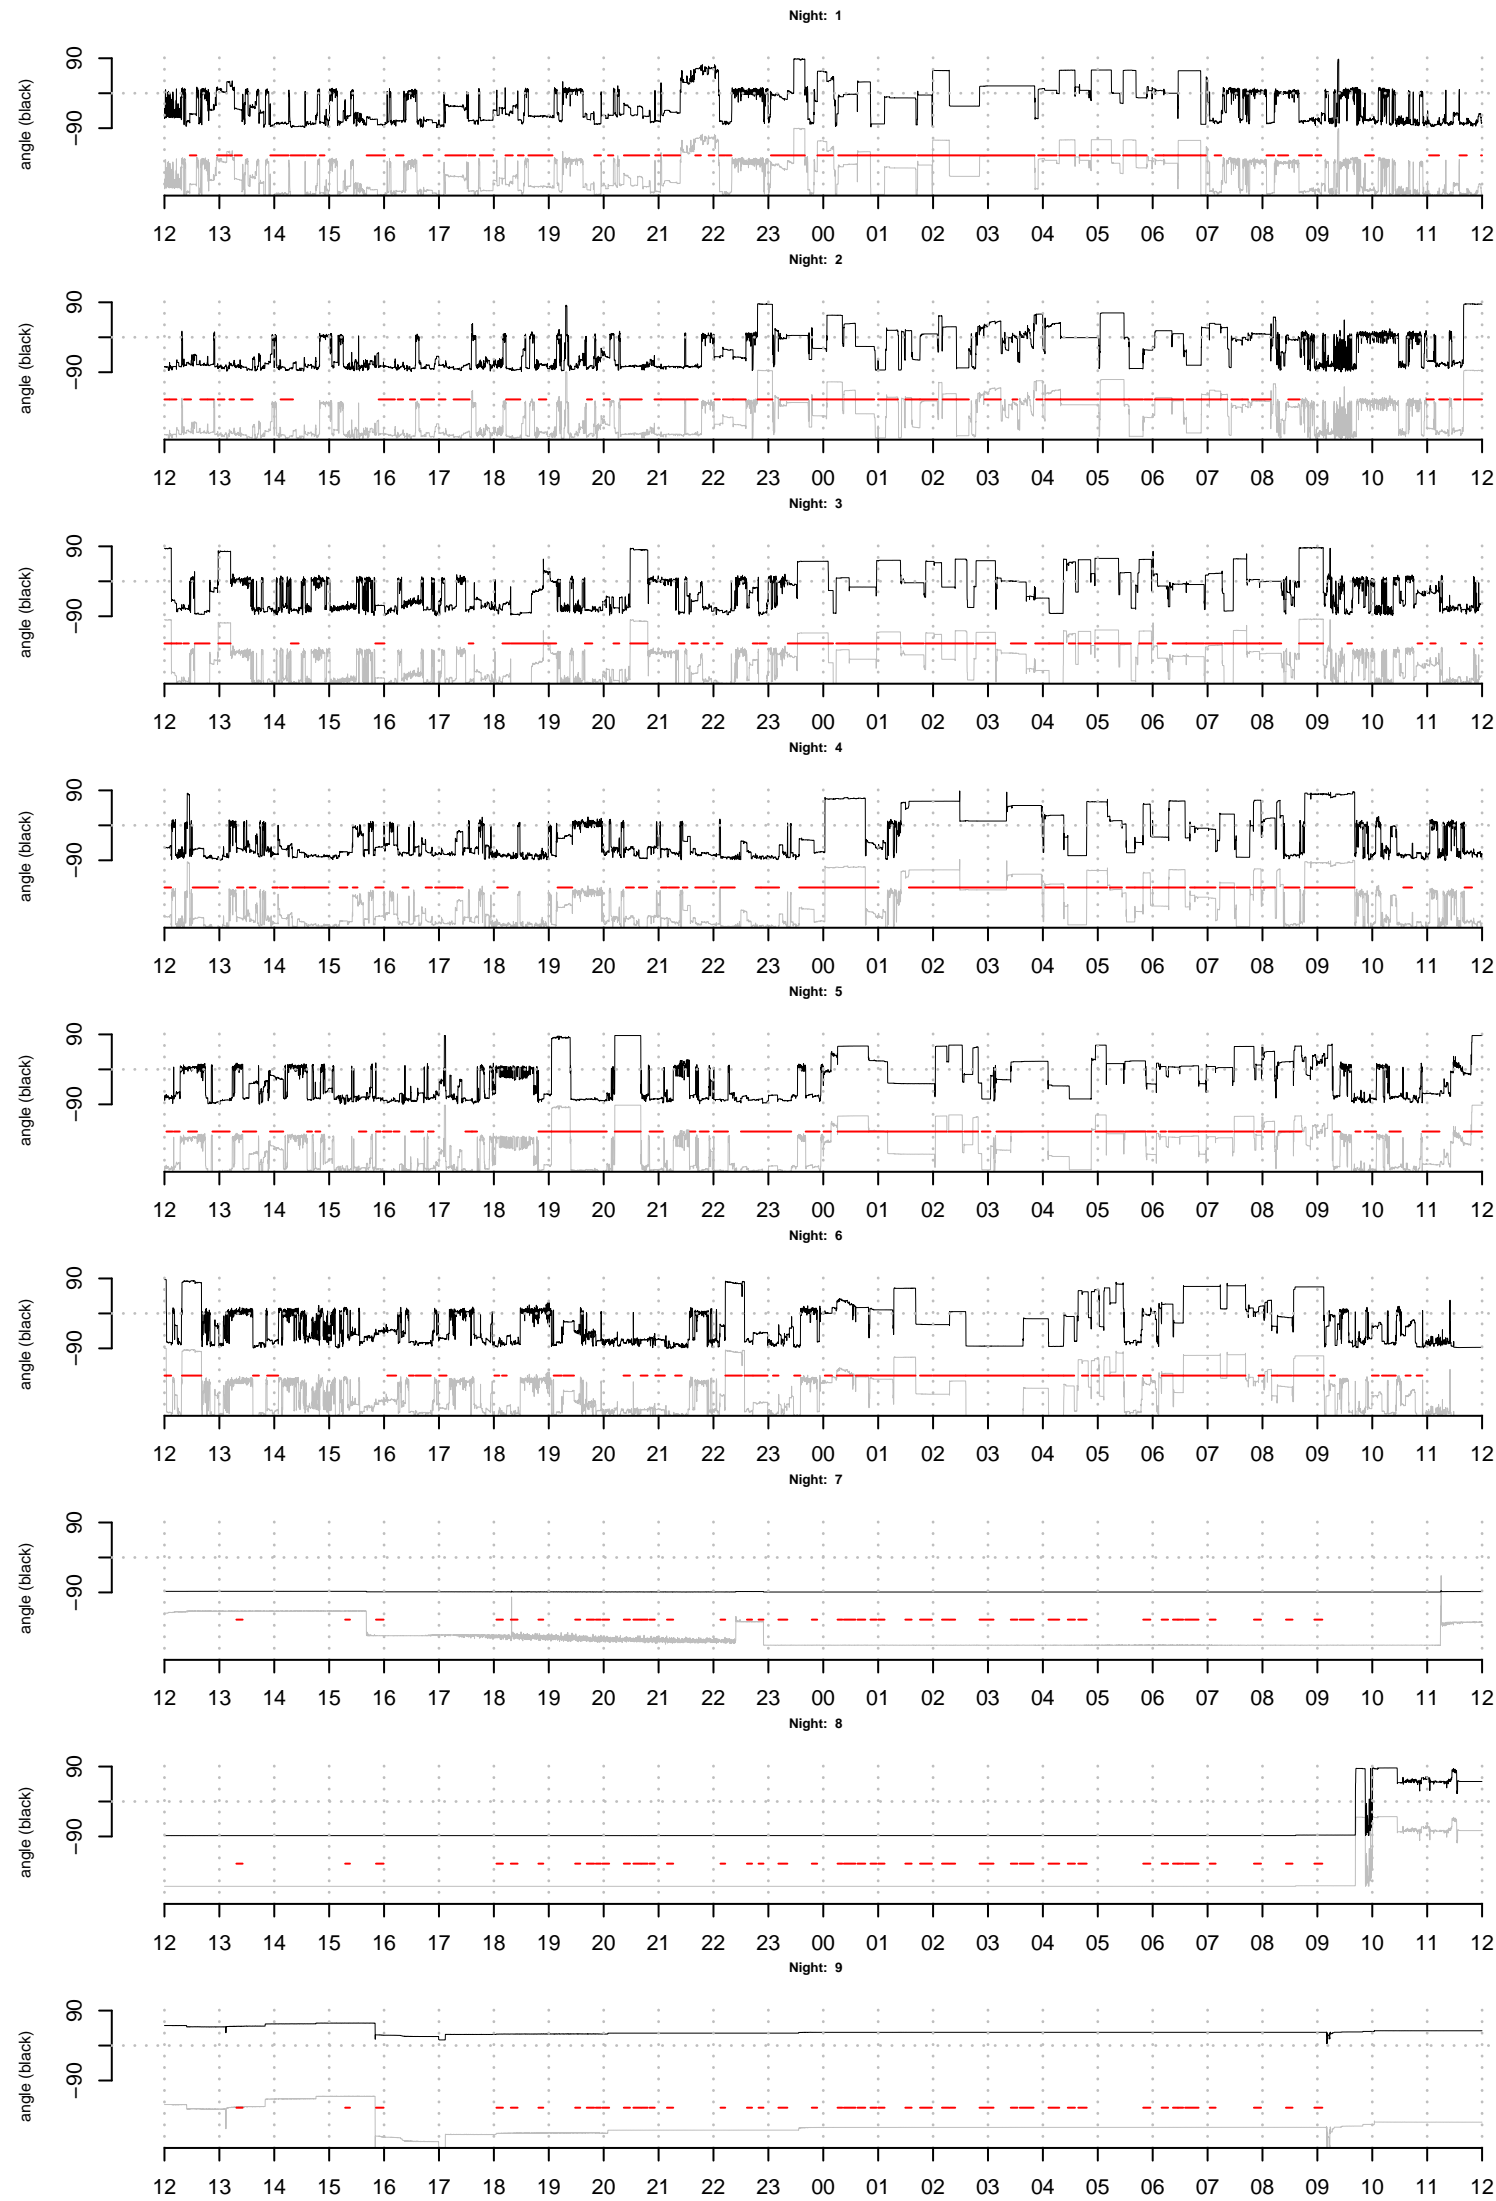 Night: 1
90
-90
angle (black)
12 13 14 15 16 17 18 19 20 21 22 23 00 01 02 03 04 05 06 07 08 09 10 11 12
Night: 2
90
-90
angle (black)
12 13 14 15 16 17 18 19 20 21 22 23 00 01 02 03 04 05 06 07 08 09 10 11 12
Night: 3
90
-90
angle (black)
12 13 14 15 16 17 18 19 20 21 22 23 00 01 02 03 04 05 06 07 08 09 10 11 12
Night: 4
90
-90
angle (black)
12 13 14 15 16 17 18 19 20 21 22 23 00 01 02 03 04 05 06 07 08 09 10 11 12
Night: 5
90
-90
angle (black)
12 13 14 15 16 17 18 19 20 21 22 23 00 01 02 03 04 05 06 07 08 09 10 11 12
Night: 6
90
-90
angle (black)
12 13 14 15 16 17 18 19 20 21 22 23 00 01 02 03 04 05 06 07 08 09 10 11 12
Night: 7
90
-90
angle (black)
12 13 14 15 16 17 18 19 20 21 22 23 00 01 02 03 04 05 06 07 08 09 10 11 12
Night: 8
90
-90
angle (black)
12 13 14 15 16 17 18 19 20 21 22 23 00 01 02 03 04 05 06 07 08 09 10 11 12
Night: 9
90
-90
angle (black)
12 13 14 15 16 17 18 19 20 21 22 23 00 01 02 03 04 05 06 07 08 09 10 11 12